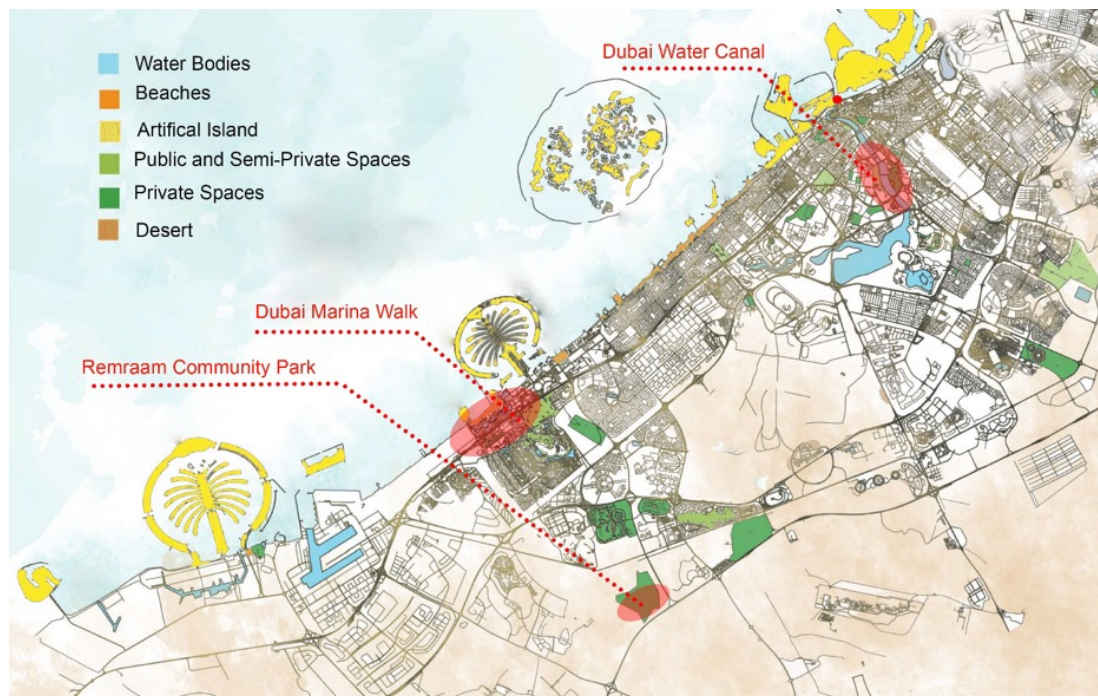 Dubai Water Canal
Water Bodies
Beaches
Artifical Island
Public and Semi-Private Spaces
Private Spaces
Desert
Dubai Marina Walk
Remraam Community Park